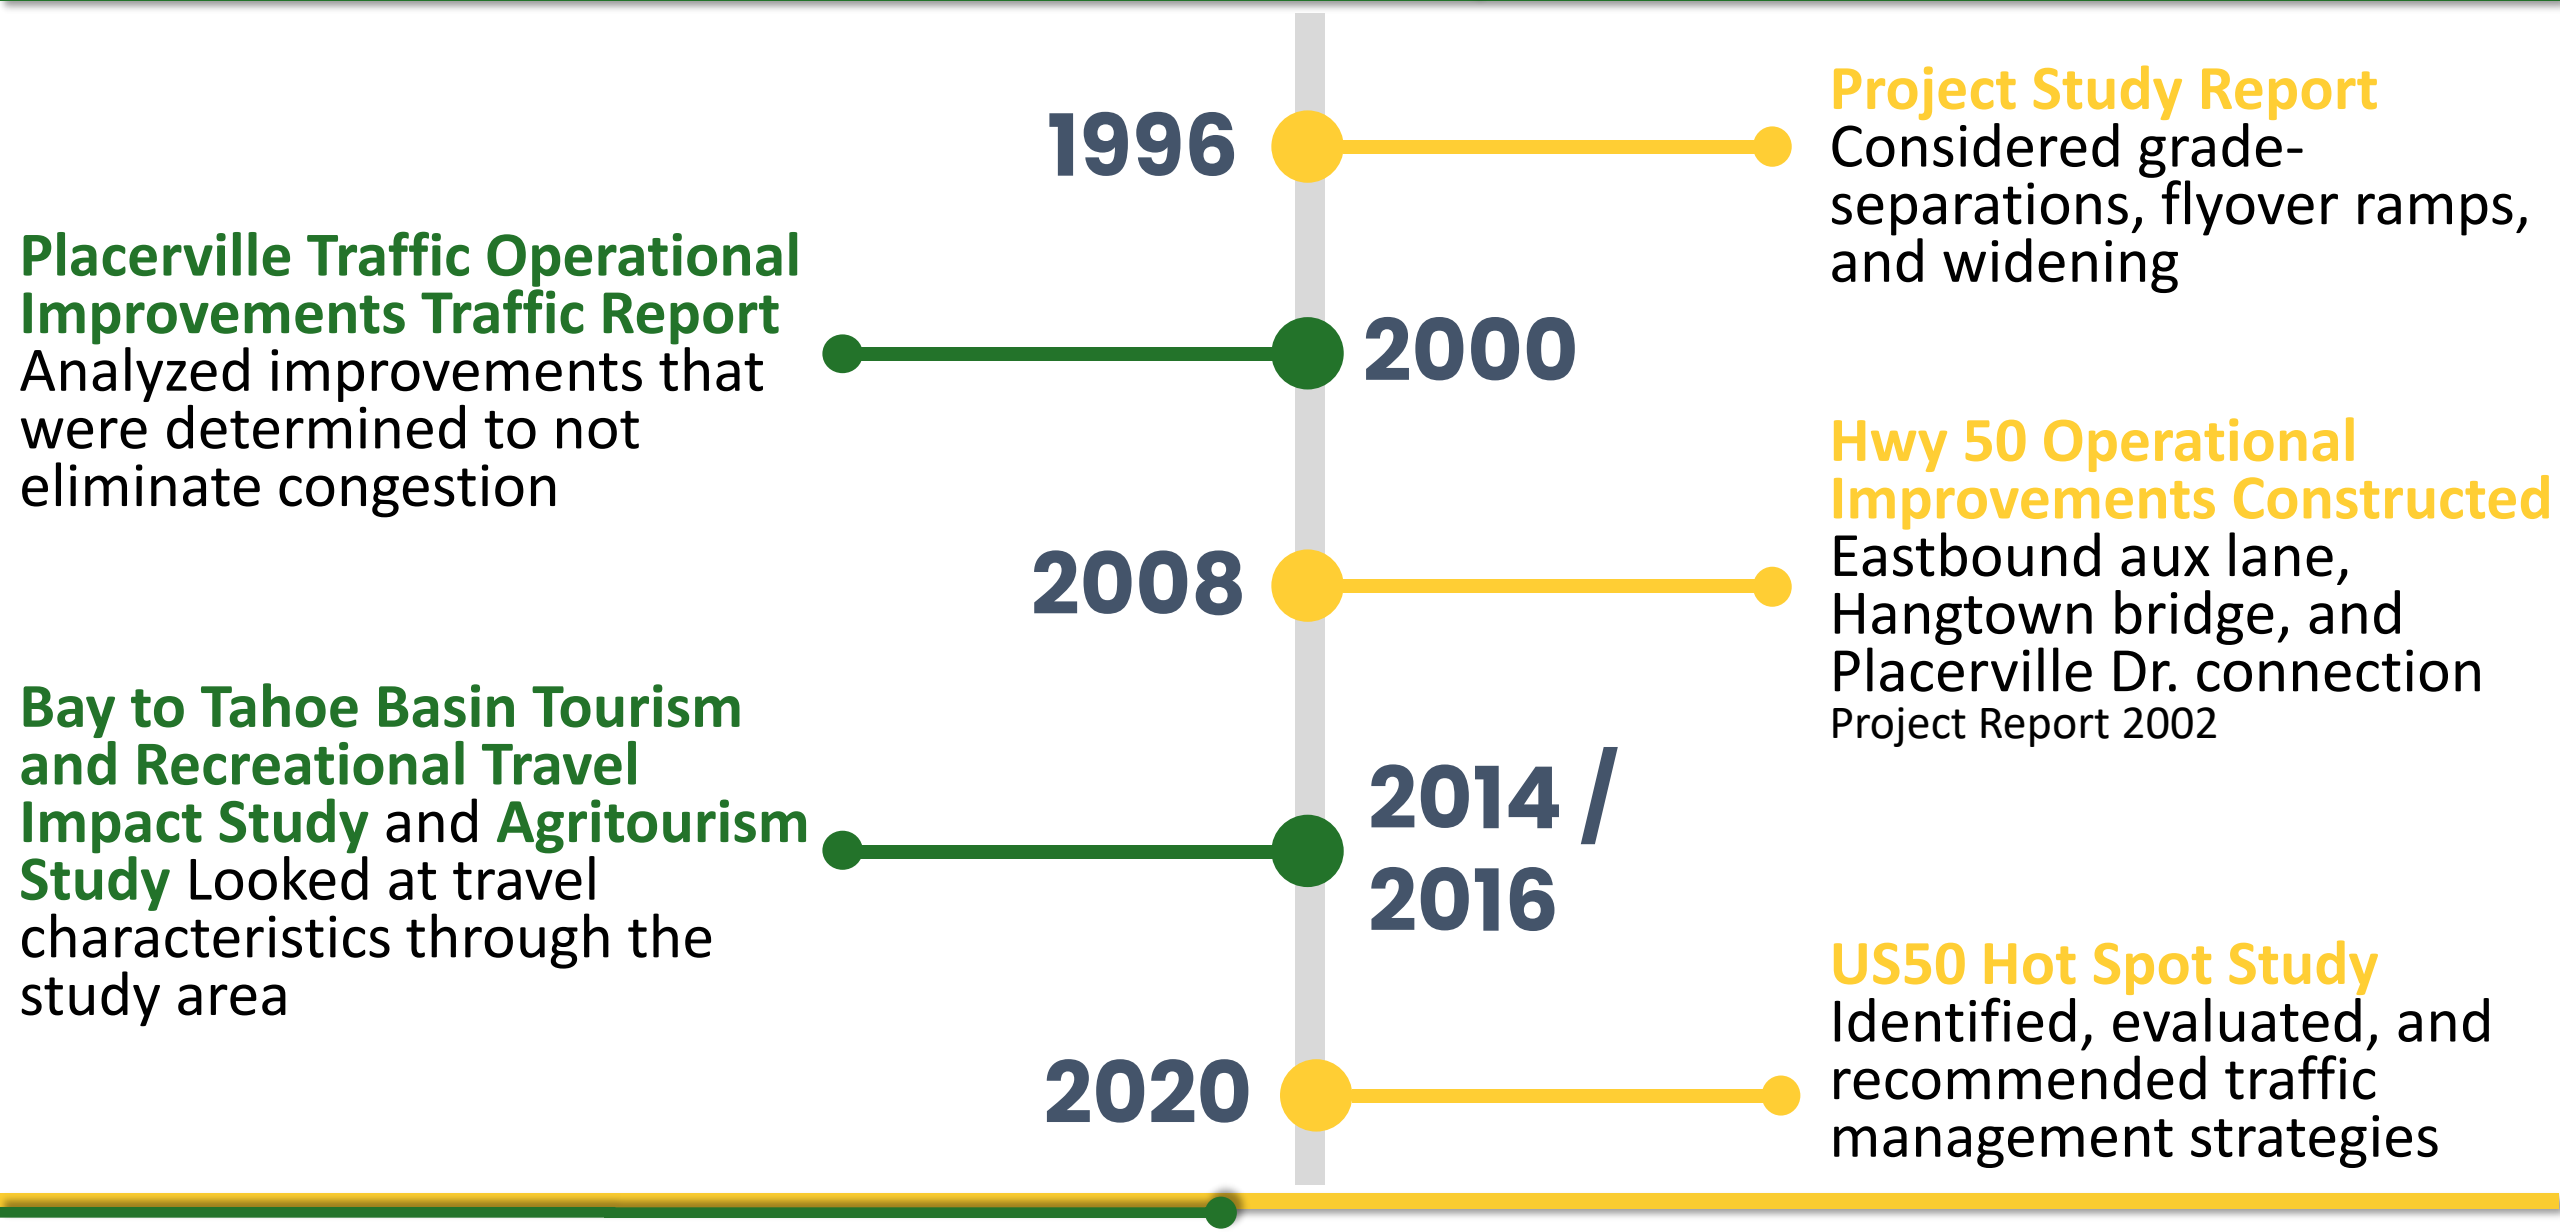 1996
Project Study Report
Considered grade-
separations, flyover ramps,
and widening
Placerville Traffic Operational
Improvements Traffic Report
Analyzed improvements that
were determined to not
eliminate congestion
2000
2008
Hwy 50 Operational
Improvements Constructed
Eastbound aux lane,
Hangtown bridge, and
Placerville Dr. connection
Project Report 2002
Bay to Tahoe Basin Tourism
and Recreational Travel
Impact Study and Agritourism
Study Looked at travel
characteristics through the
study area
2014 /
2016
2020
US50 Hot Spot Study
Identified, evaluated, and
recommended traffic
management strategies